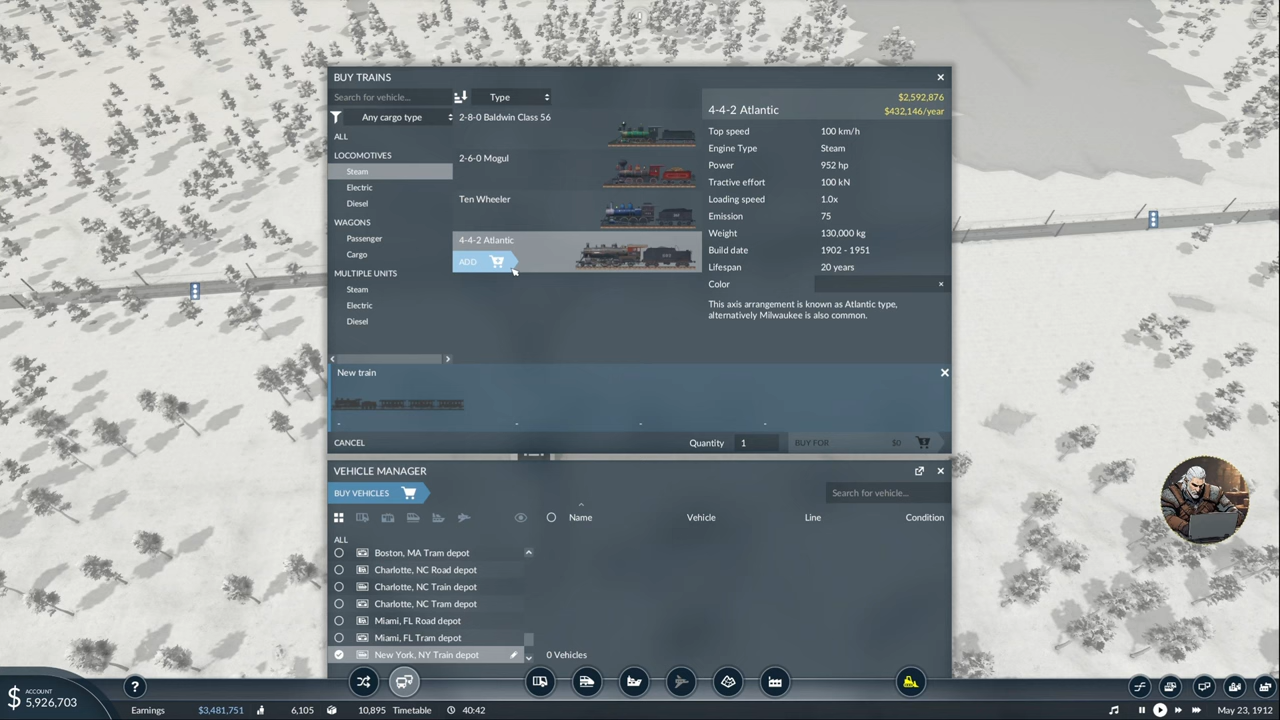 BUY TRAINS
Search for vehicle...
Type
Any cargo type
ALL
LOCOMOTIVES
Steam
Electric
Diesel
WAGONS
Passenger
Cargo
MULTIPLE UNITS
Steam
Electric
Diesel
2-8-0 Baldwin Class 56
2-6-0 Mogul
Ten Wheeler
4-4-2 Atlantic
ADD
$2,592,876
4-4-2 Atlantic
$432,146/year
Top speed 100 km/h
Engine Type Steam
Power 952 hp
Tractive effort 100 kN
Loading speed 1.0x
Emission 75
Weight 130,000 kg
Build date 1902 - 1951
Lifespan 20 years
Color
This axis arrangement is known as Atlantic type,
alternatively Milwaukee is also common.
New train
- - - -
CANCEL Quantity 1 BUY FOR $0
VEHICLE MANAGER
BUY VEHICLES Search for vehicle...
Name Vehicle Line Condition
ALL
Boston, MA Tram depot
Charlotte, NC Road depot
Charlotte, NC Train depot
Charlotte, NC Tram depot
Miami, FL Road depot
Miami, FL Tram depot
New York, NY Train depot 0 Vehicles
ACCOUNT
$ 5,926,703
?
Earnings $3,481,751 6,105 10,895 Timetable 40:42 May 23, 1912